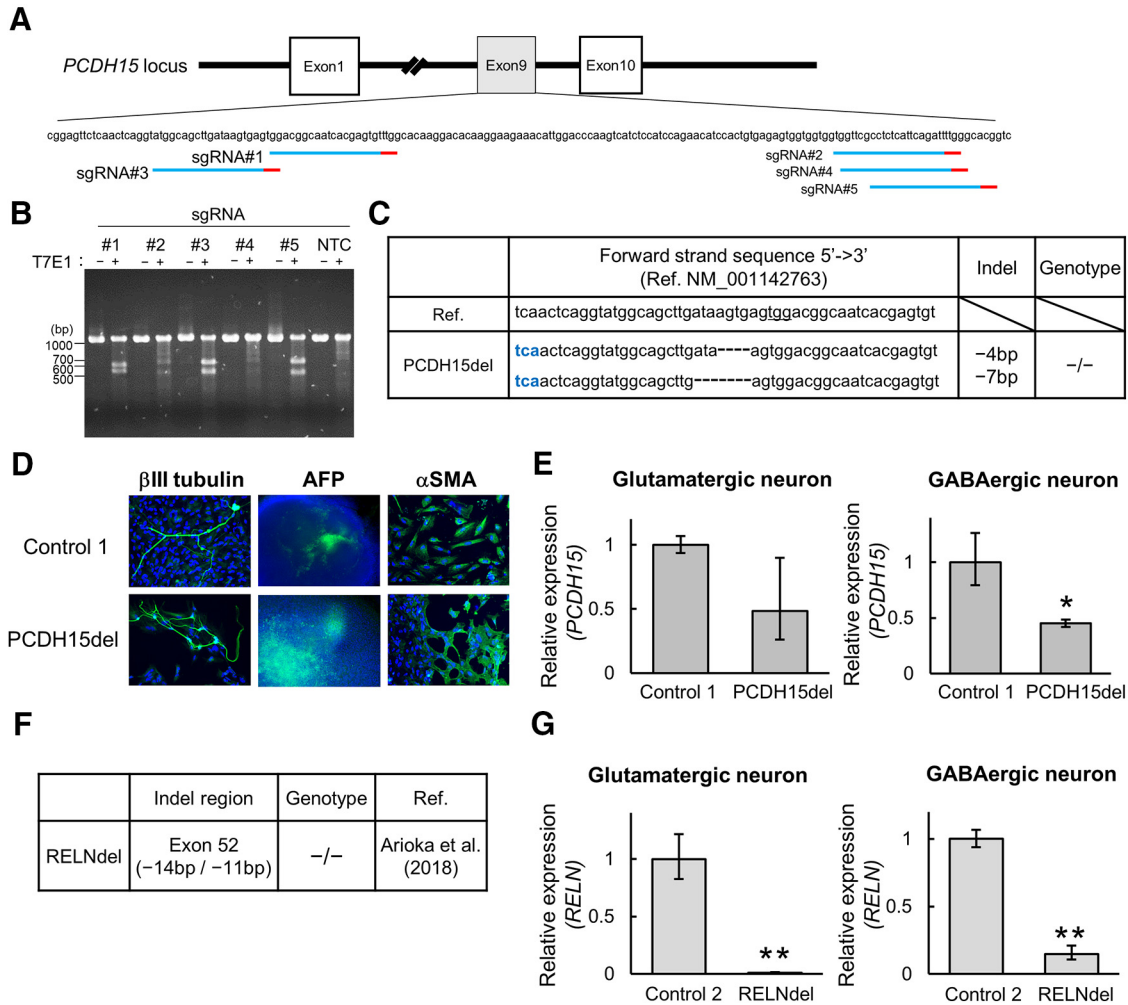 A
PCDH15 locus
Exon1
Exon9
Exon10
cggagttctcaactcaggtatggcagcttgataagtgagtggacggcaatcacgagtgtttggcacaaggacacaaggaagaaacattggacccaagtcatctccatccagaacatccactgtgagagtggtggtggttcgcctctcattcagattttgggcacggtc
sgRNA#1
sgRNA#3
sgRNA#2
sgRNA#4
sgRNA#5
B
sgRNA
#1 #2 #3 #4 #5 NTC
T7E1 : − + − + − + − + − + − +
(bp)
1000
700
600
500
C
Forward strand sequence 5’->3’
(Ref. NM_001142763)
Indel
Genotype
Ref.
tcaactcaggtatggcagcttgataagtgagtggacggcaatcacgagtgt
PCDH15del
tcaactcaggtatggcagcttgata----agtggacggcaatcacgagtgt
tcaactcaggtatggcagcttg-------agtggacggcaatcacgagtgt
−4bp
−7bp
−/−
D
βIII tubulin
AFP
αSMA
Control 1
PCDH15del
E
Glutamatergic neuron
Relative expression
(PCDH15)
1
0.5
0
Control 1
PCDH15del
GABAergic neuron
Relative expression
(PCDH15)
1
0.5
0
*
Control 1
PCDH15del
F
Indel region
Genotype
Ref.
RELNdel
Exon 52
(−14bp / −11bp)
−/−
Arioka et al.
(2018)
G
Glutamatergic neuron
Relative expression
(RELN)
1
0.5
0
**
Control 2
RELNdel
GABAergic neuron
Relative expression
(RELN)
1
0.5
0
**
Control 2
RELNdel